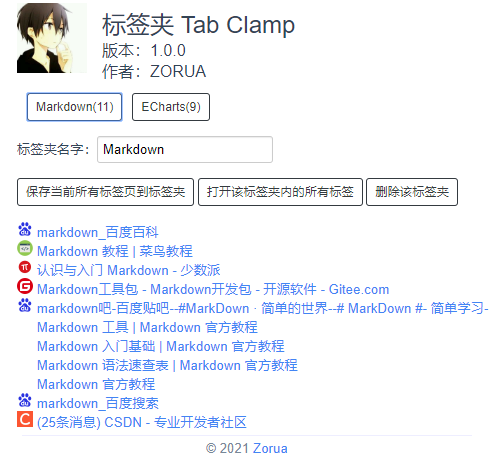 标签夹 Tab Clamp
版本：1.0.0
作者：ZORUA
Markdown(11) ECharts(9)
标签夹名字： Markdown
保存当前所有标签页到标签夹 打开该标签夹内的所有标签 删除该标签夹
markdown_百度百科
Markdown 教程 | 菜鸟教程
认识与入门 Markdown - 少数派
Markdown工具包 - Markdown开发包 - 开源软件 - Gitee.com
markdown吧-百度贴吧--#MarkDown · 简单的世界--# MarkDown #- 简单学习-
Markdown 工具 | Markdown 官方教程
Markdown 入门基础 | Markdown 官方教程
Markdown 语法速查表 | Markdown 官方教程
Markdown 官方教程
markdown_百度搜索
(25条消息) CSDN - 专业开发者社区
© 2021 Zorua